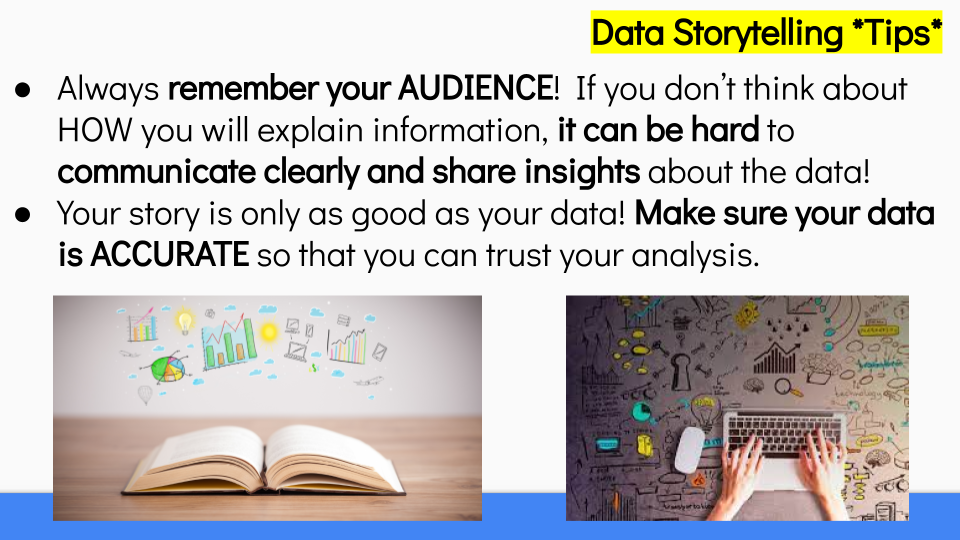 Data Storytelling *Tips*
● Always remember your AUDIENCE!  If you don’t think about
HOW you will explain information, it can be hard to
communicate clearly and share insights about the data!
● Your story is only as good as your data! Make sure your data
is ACCURATE so that you can trust your analysis.
technology